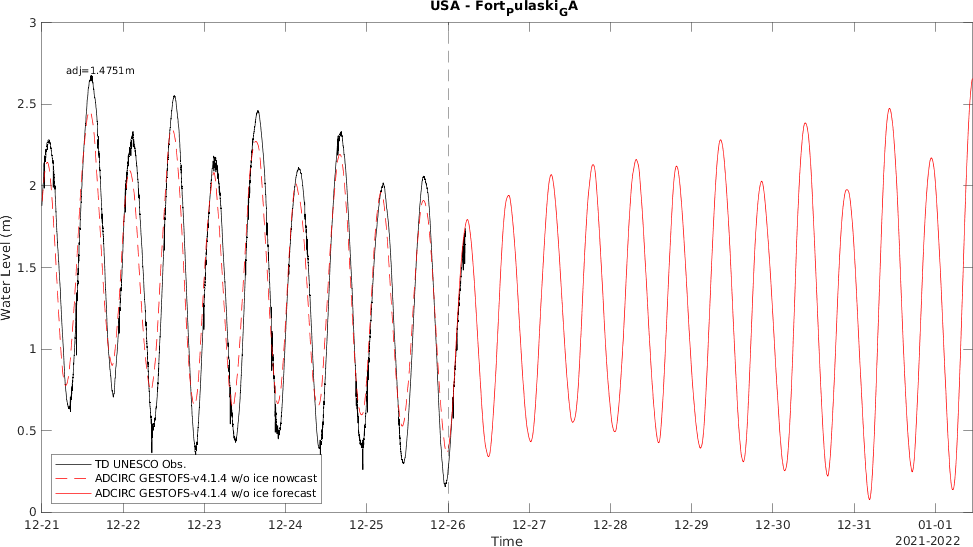 USA - FortPulaskiGA
adj=1.4751m
3
2.5
2
1.5
1
0.5
0
Water Level (m)
TD UNESCO Obs.
ADCIRC GESTOFS-v4.1.4 w/o ice nowcast
ADCIRC GESTOFS-v4.1.4 w/o ice forecast
12-21 12-22 12-23 12-24 12-25 12-26 12-27 12-28 12-29 12-30 12-31 01-01
Time
2021-2022